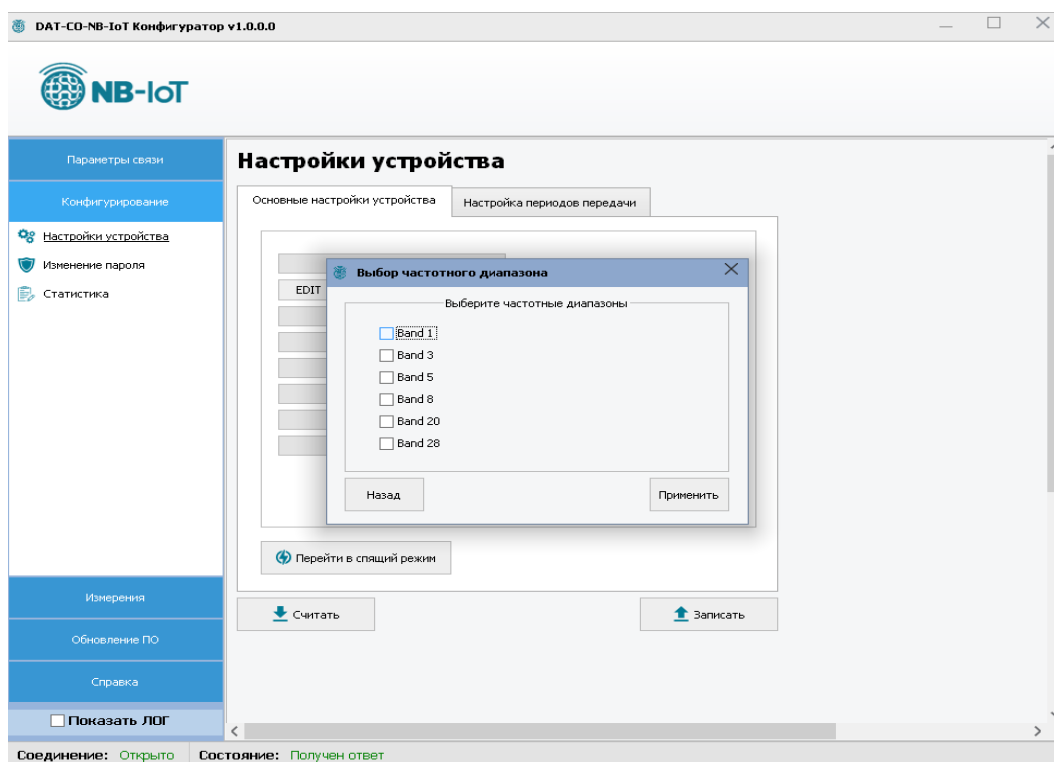 DAT-CO-NB-IoT Конфигуратор v1.0.0.0
NB-IoT
Параметры связи
Конфигурирование
Настройки устройства
Изменение пароля
Статистика
Измерения
Обновление ПО
Справка
Показать ЛОГ
Настройки устройства
Основные настройки устройства
Настройка периодов передачи
EDIT
Выбор частотного диапазона
Выберите частотные диапазоны
Band 1
Band 3
Band 5
Band 8
Band 20
Band 28
Назад
Применить
Перейти в спящий режим
Считать
Записать
Соединение: Открыто Состояние: Получен ответ